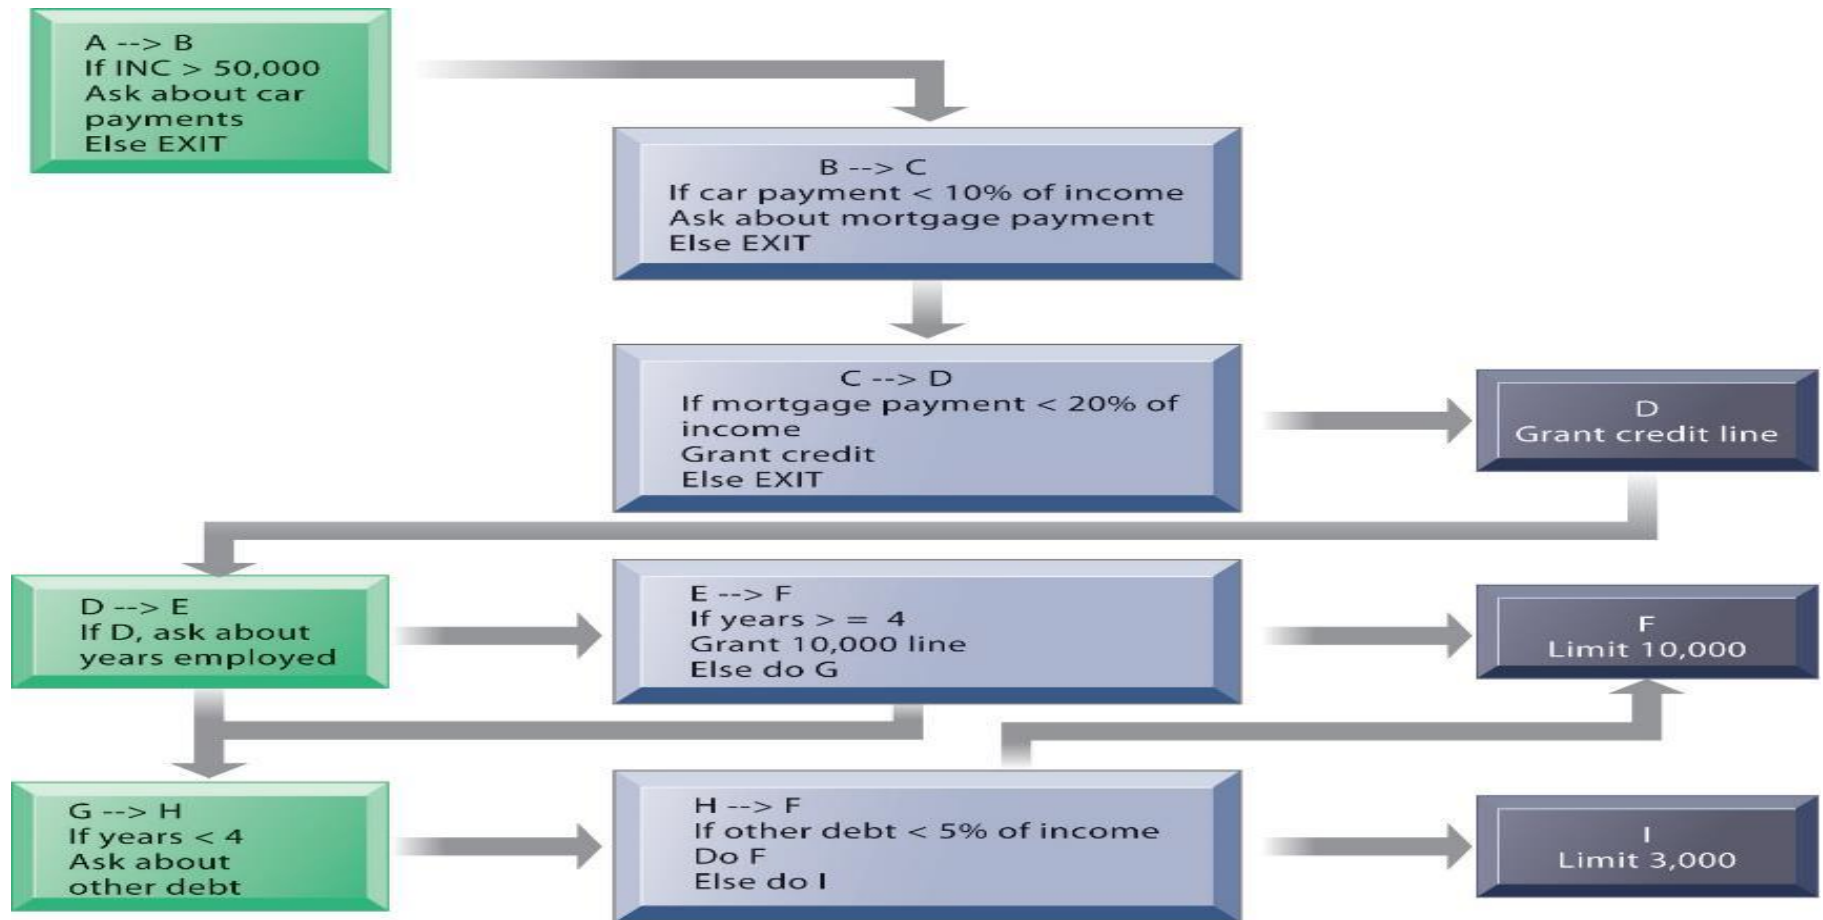 A --> B
If INC > 50,000
Ask about car
payments
Else EXIT
B --> C
If car payment < 10% of income
Ask about mortgage payment
Else EXIT
C --> D
If mortgage payment < 20% of
income
Grant credit
Else EXIT
D
Grant credit line
D --> E
If D, ask about
years employed
E --> F
If years > = 4
Grant 10,000 line
Else do G
F
Limit 10,000
G --> H
If years < 4
Ask about
other debt
H --> F
If other debt < 5% of income
Do F
Else do I
I
Limit 3,000